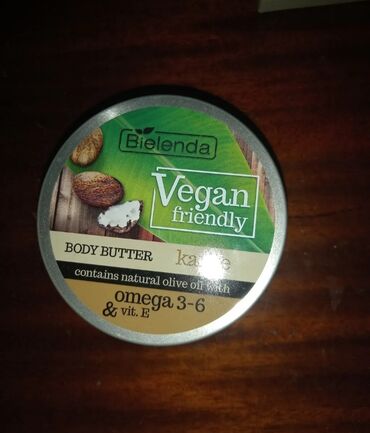 Bielenda
Vegan
friendly
BODY BUTTER
contains natural olive oil with
omega 3-6
& vit. E